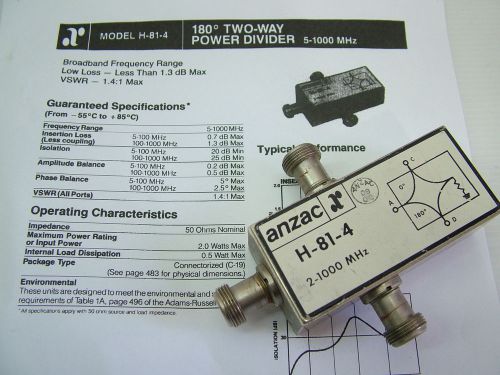 MODEL H-81-4
180° TWO-WAY
POWER DIVIDER 5-1000 MHz
Broadband Frequency Range
Low Loss — Less Than 1.3 dB Max
VSWR — 1.4:1 Max
Guaranteed Specifications*
(From −55°C to +85°C)
Frequency Range 5-1000 MHz
Insertion Loss 5-100 MHz 0.7 dB Max
(Less coupling) 100-1000 MHz 1.3 dB Max
Isolation 5-100 MHz 20 dB Min
100-1000 MHz 25 dB Min
Amplitude Balance 5-100 MHz 0.2 dB Max
100-1000 MHz 0.5 dB Max
Phase Balance 5-100 MHz 5° Max
100-1000 MHz 2.5° Max
VSWR (All Ports) 1.4:1 Max
Operating Characteristics
Impedance 50 Ohms Nominal
Maximum Power Rating
or Input Power 2.0 Watts Max
Internal Load Dissipation 0.5 Watt Max
Package Type Connectorized (C-19)
(See page 483 for physical dimensions.)
Environmental
These units are designed to meet the environmental and s
requirements of Table 1A, page 496 of the Adams-Russell
*All specifications apply with 50 ohm source and load impedance.
Typical Performance
INSE
2.0
ISOLATION (dB)
30
anzac
H-81-4
2-1000 MHz
A
0°
C
180°
D